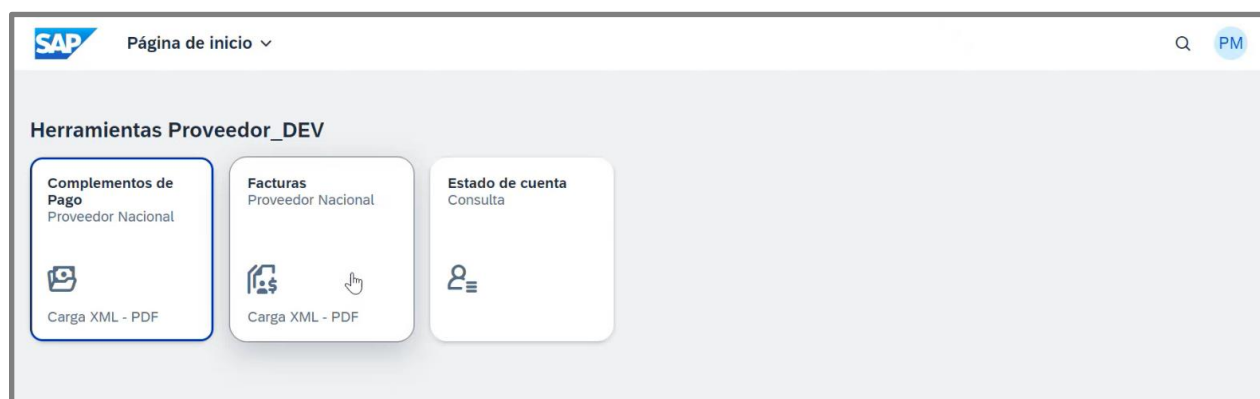 SAP
Página de inicio
PM
Herramientas Proveedor_DEV
Complementos de
Pago
Proveedor Nacional
Carga XML - PDF
Facturas
Proveedor Nacional
Carga XML - PDF
Estado de cuenta
Consulta